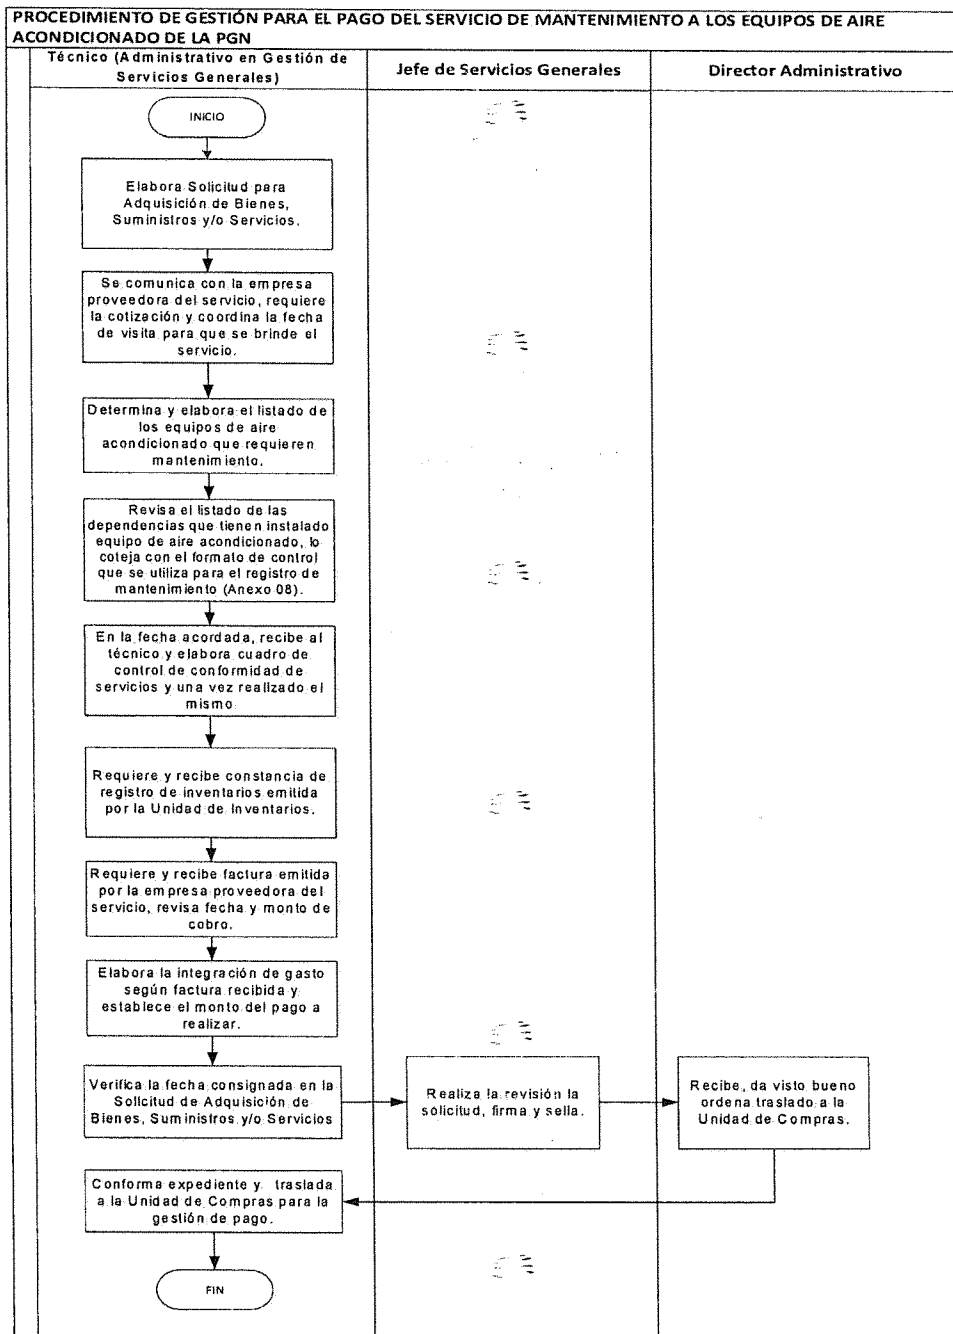 PROCEDIMIENTO DE GESTIÓN PARA EL PAGO DEL SERVICIO DE MANTENIMIENTO A LOS EQUIPOS DE AIRE
ACONDICIONADO DE LA PGN
Técnico (Administrativo en Gestión de
Servicios Generales)
Jefe de Servicios Generales
Director Administrativo
INICIO
Elabora Solicitud para
Adquisición de Bienes,
Suministros y/o Servicios.
Se comunica con la empresa
proveedora del servicio, requiere
la cotización y coordina la fecha
de visita para que se brinde el
servicio.
Determina y elabora el listado de
los equipos de aire
acondicionado que requieren
mantenimiento.
Revisa el listado de las
dependencias que tienen instalado
equipo de aire acondicionado, lo
coteja con el formato de control
que se utiliza para el registro de
mantenimiento (Anexo 08).
En la fecha acordada, recibe al
técnico y elabora cuadro de
control de conformidad de
servicios y una vez realizado el
mismo
Requiere y recibe constancia de
registro de inventarios emitida
por la Unidad de Inventarios.
Requiere y recibe factura emitida
por la empresa proveedora del
servicio, revisa fecha y monto de
cobro.
Elabora la integración de gasto
según factura recibida y
establece el monto del pago a
realizar.
Verifica la fecha consignada en la
Solicitud de Adquisición de
Bienes, Suministros y/o Servicios
Realiza la revisión la
solicitud, firma y sella.
Recibe, da visto bueno
ordena traslado a la
Unidad de Compras.
Conforma expediente y traslada
a la Unidad de Compras para la
gestión de pago.
FIN